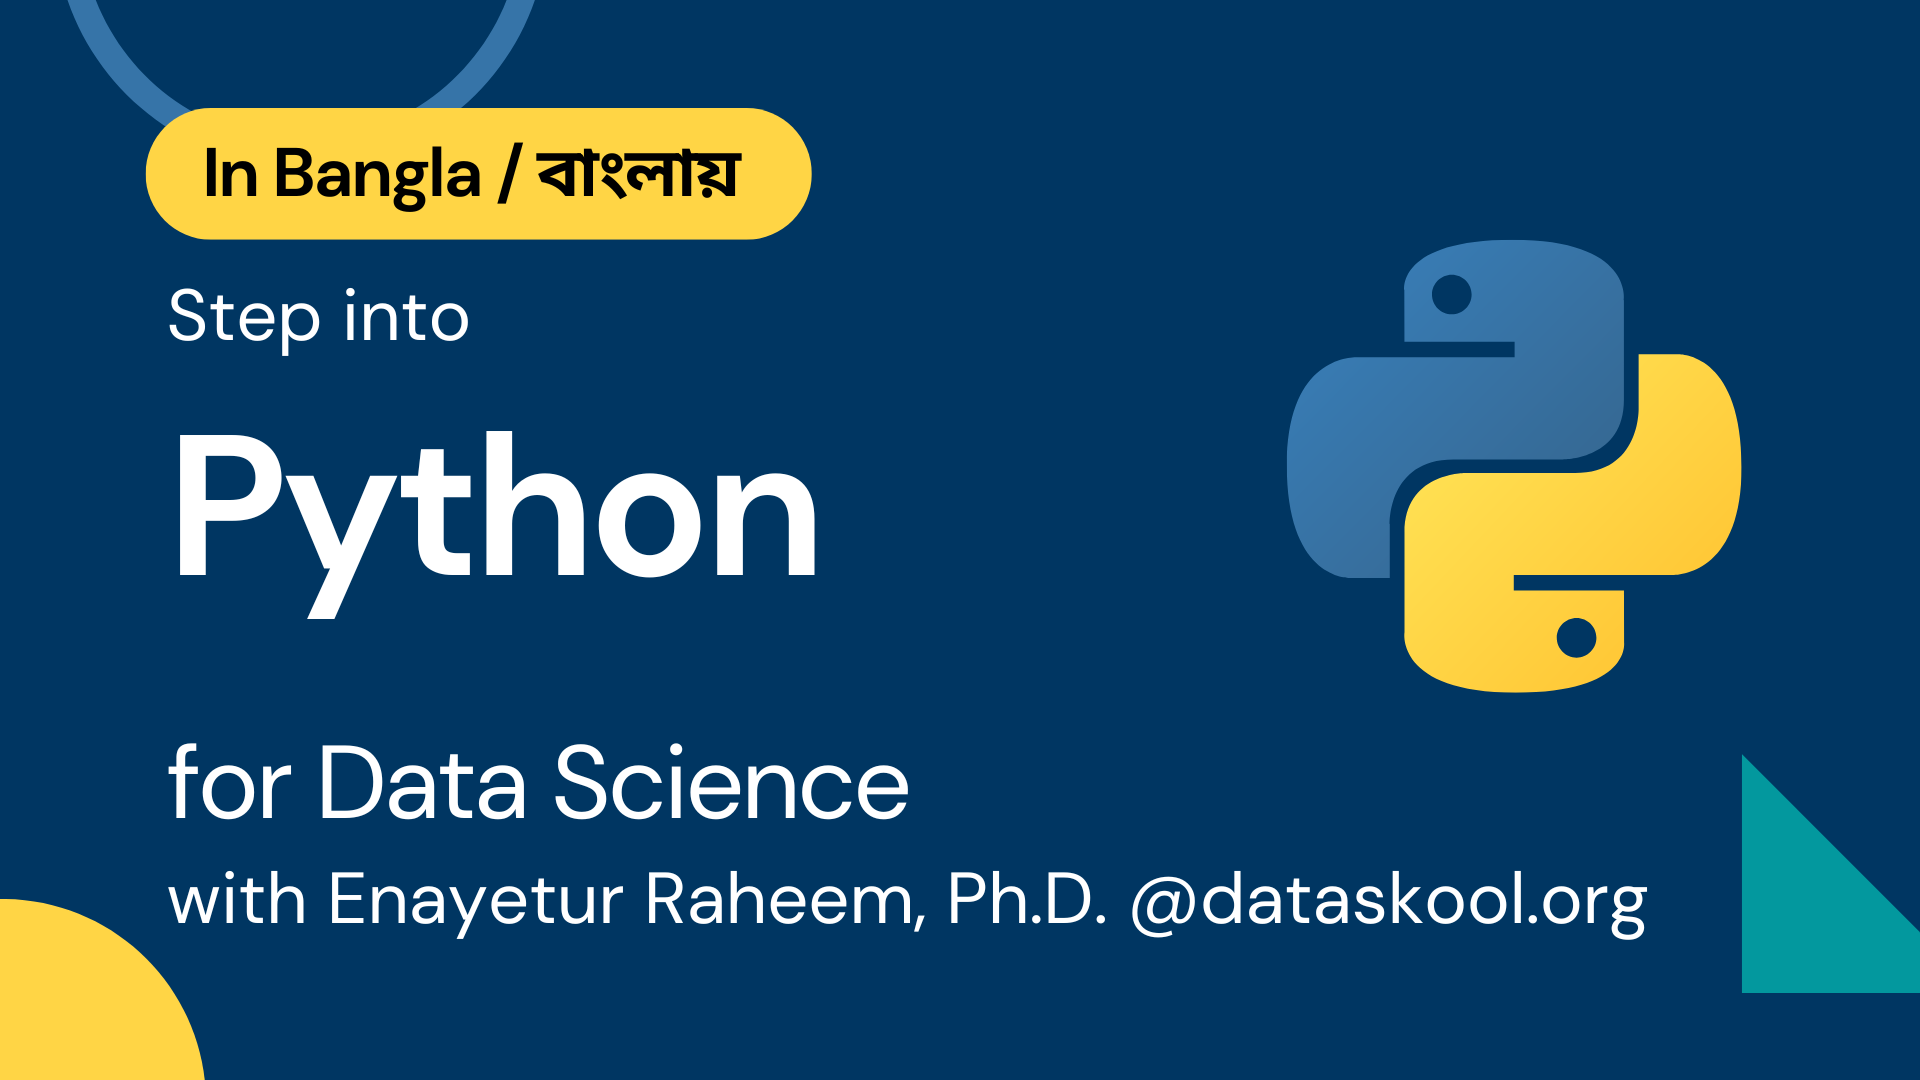 In Bangla / বাংলায়
Step into
Python
for Data Science
with Enayetur Raheem, Ph.D. @dataskool.org